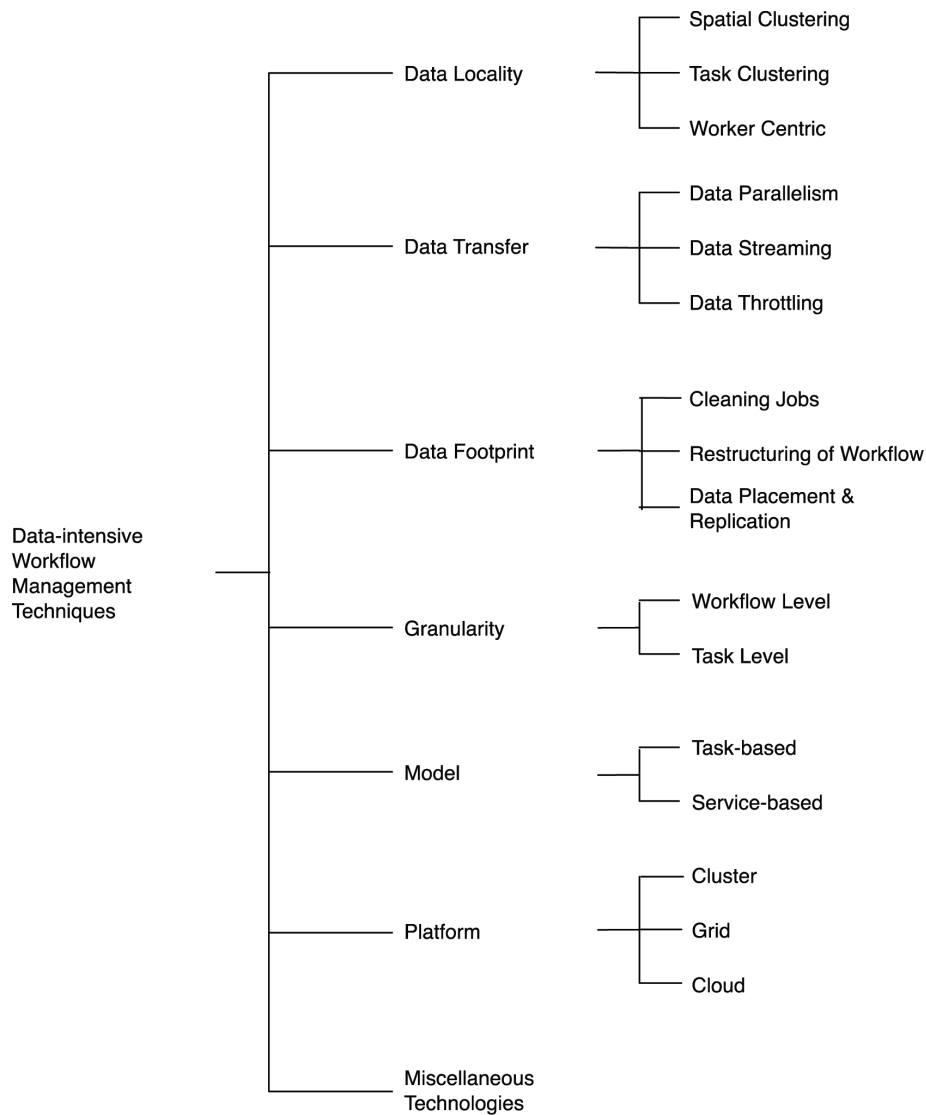 Data-intensive
Workflow
Management
Techniques
Data Locality
Spatial Clustering
Task Clustering
Worker Centric
Data Transfer
Data Parallelism
Data Streaming
Data Throttling
Data Footprint
Cleaning Jobs
Restructuring of Workflow
Data Placement &
Replication
Granularity
Workflow Level
Task Level
Model
Task-based
Service-based
Platform
Cluster
Grid
Cloud
Miscellaneous
Technologies